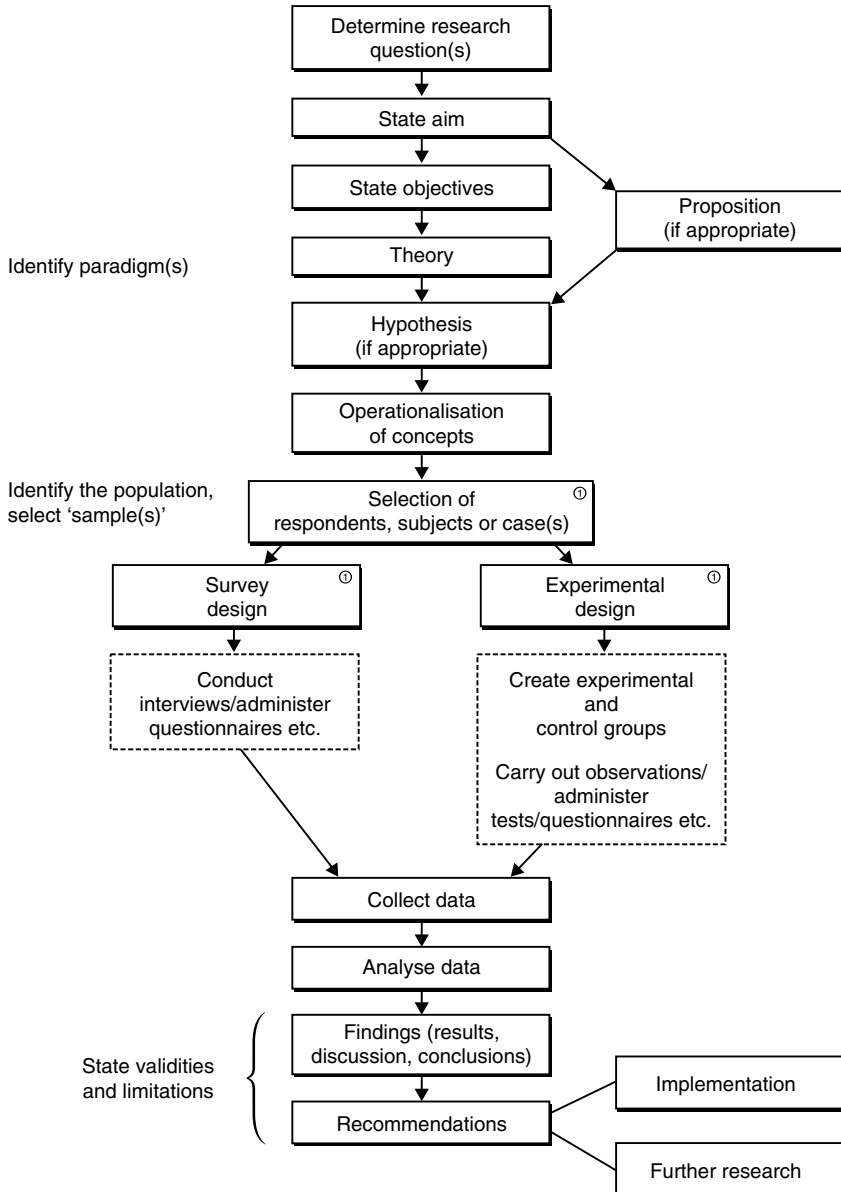 Determine research
question(s)
State aim
State objectives
Proposition
(if appropriate)
Theory
Identify paradigm(s)
Hypothesis
(if appropriate)
Operationalisation
of concepts
Identify the population,
select ‘sample(s)’
Selection of
respondents, subjects or case(s)
①
Survey
design
①
Experimental
design
①
Conduct
interviews/administer
questionnaires etc.
Create experimental
and
control groups
Carry out observations/
administer
tests/questionnaires etc.
Collect data
Analyse data
Findings (results,
discussion, conclusions)
State validities
and limitations
Recommendations
Implementation
Further research